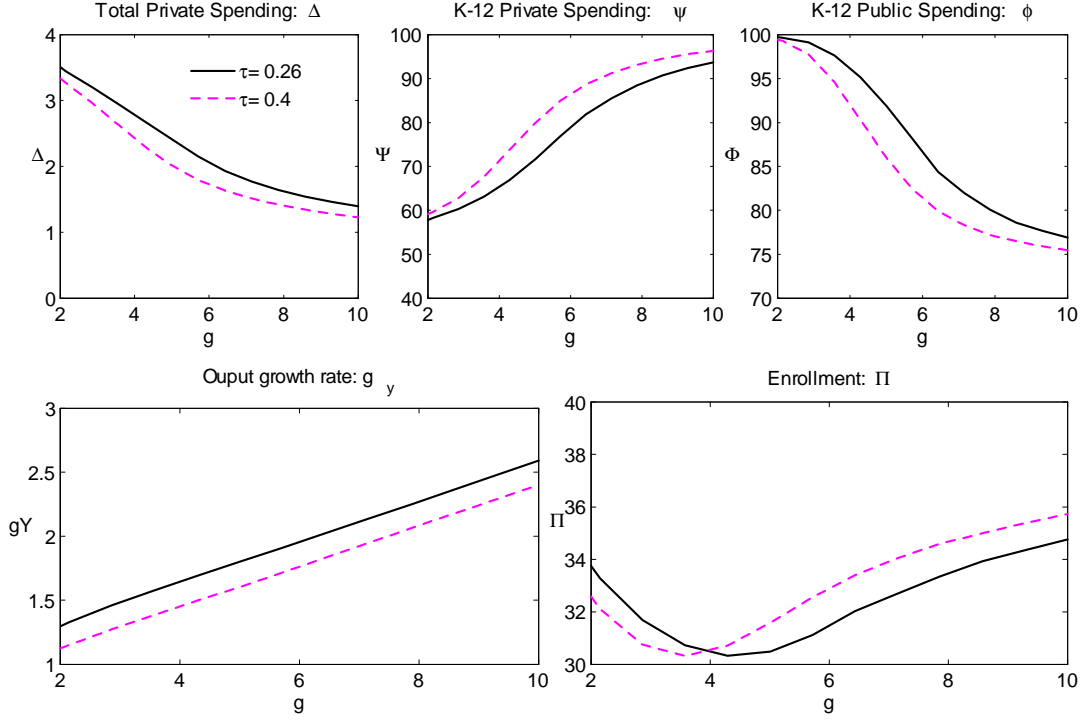 Total Private Spending: Δ
4
3
2
1
0
Δ
τ= 0.26
τ= 0.4
2 4 6 8 10
g
K-12 Private Spending: ψ
100
90
80
70
60
50
40
Ψ
2 4 6 8 10
g
K-12 Public Spending: ϕ
100
95
90
85
80
75
70
Φ
2 4 6 8 10
g
Ouput growth rate: g y
3
2.5
2
1.5
1
gY
2 4 6 8 10
g
Enrollment: Π
40
38
36
34
32
30
Π
2 4 6 8 10
g